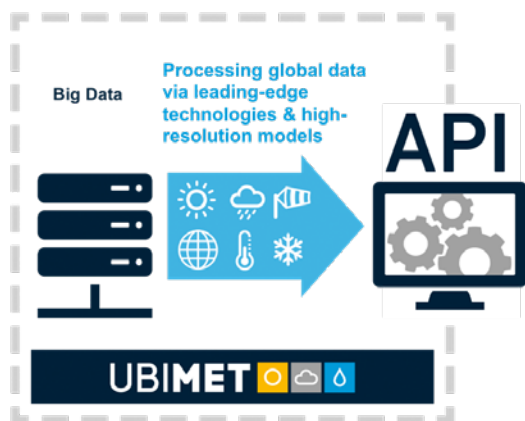 Big Data
Processing global data
via leading-edge
technologies & high-
resolution models
API
UBIMET